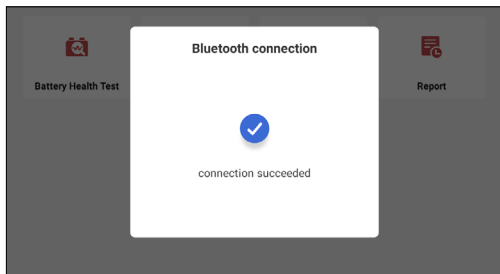 Bluetooth connection
Battery Health Test
Report
connection succeeded